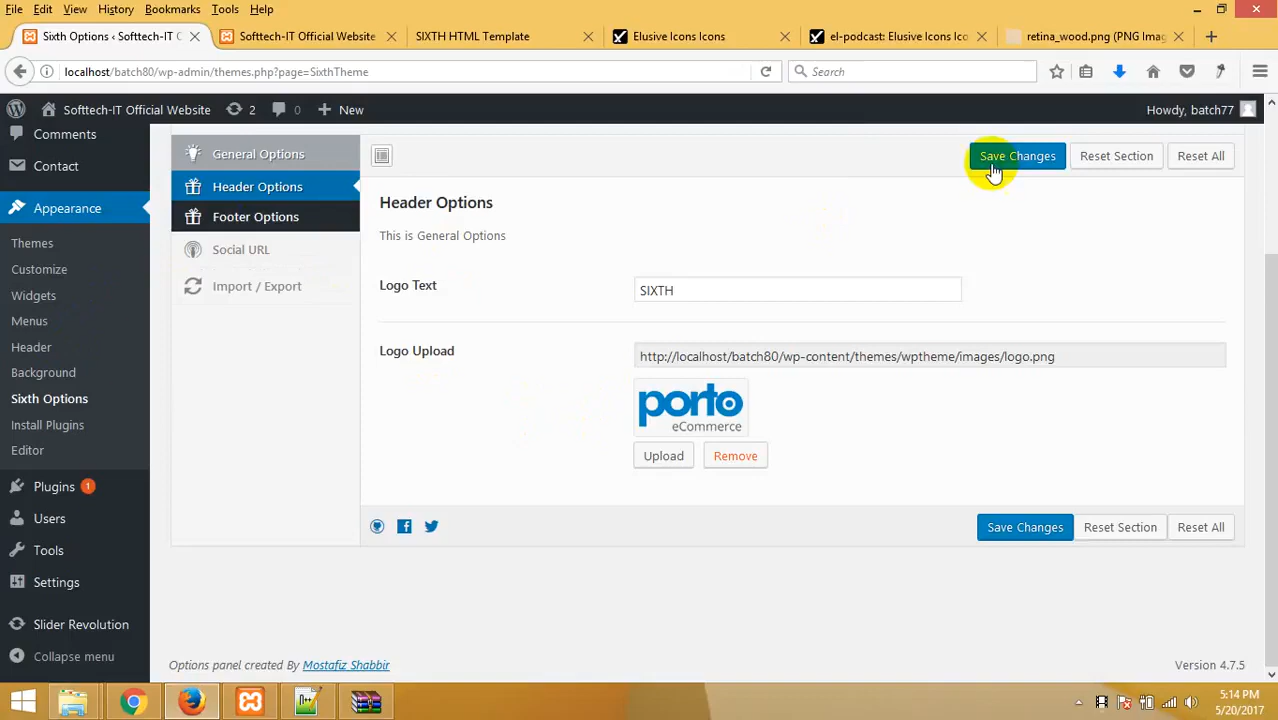 File Edit View History Bookmarks Tools Help
Sixth Options ‹ Softtech-IT O
Softtech-IT Official Website
SIXTH HTML Template
Elusive Icons Icons
el-podcast: Elusive Icons Ico
retina_wood.png (PNG Imag
localhost/batch80/wp-admin/themes.php?page=SixthTheme
Search
Softtech-IT Official Website 2 0 New
Howdy, batch77
Comments
Contact
Appearance
Themes
Customize
Widgets
Menus
Header
Background
Sixth Options
Install Plugins
Editor
Plugins 1
Users
Tools
Settings
Slider Revolution
Collapse menu
General Options
Header Options
Footer Options
Social URL
Import / Export
Save Changes Reset Section Reset All
Header Options
This is General Options
Logo Text
SIXTH
Logo Upload
http://localhost/batch80/wp-content/themes/wptheme/images/logo.png
porto
eCommerce
Upload Remove
Save Changes Reset Section Reset All
Options panel created By Mostafiz Shabbir
Version 4.7.5
5:14 PM
5/20/2017